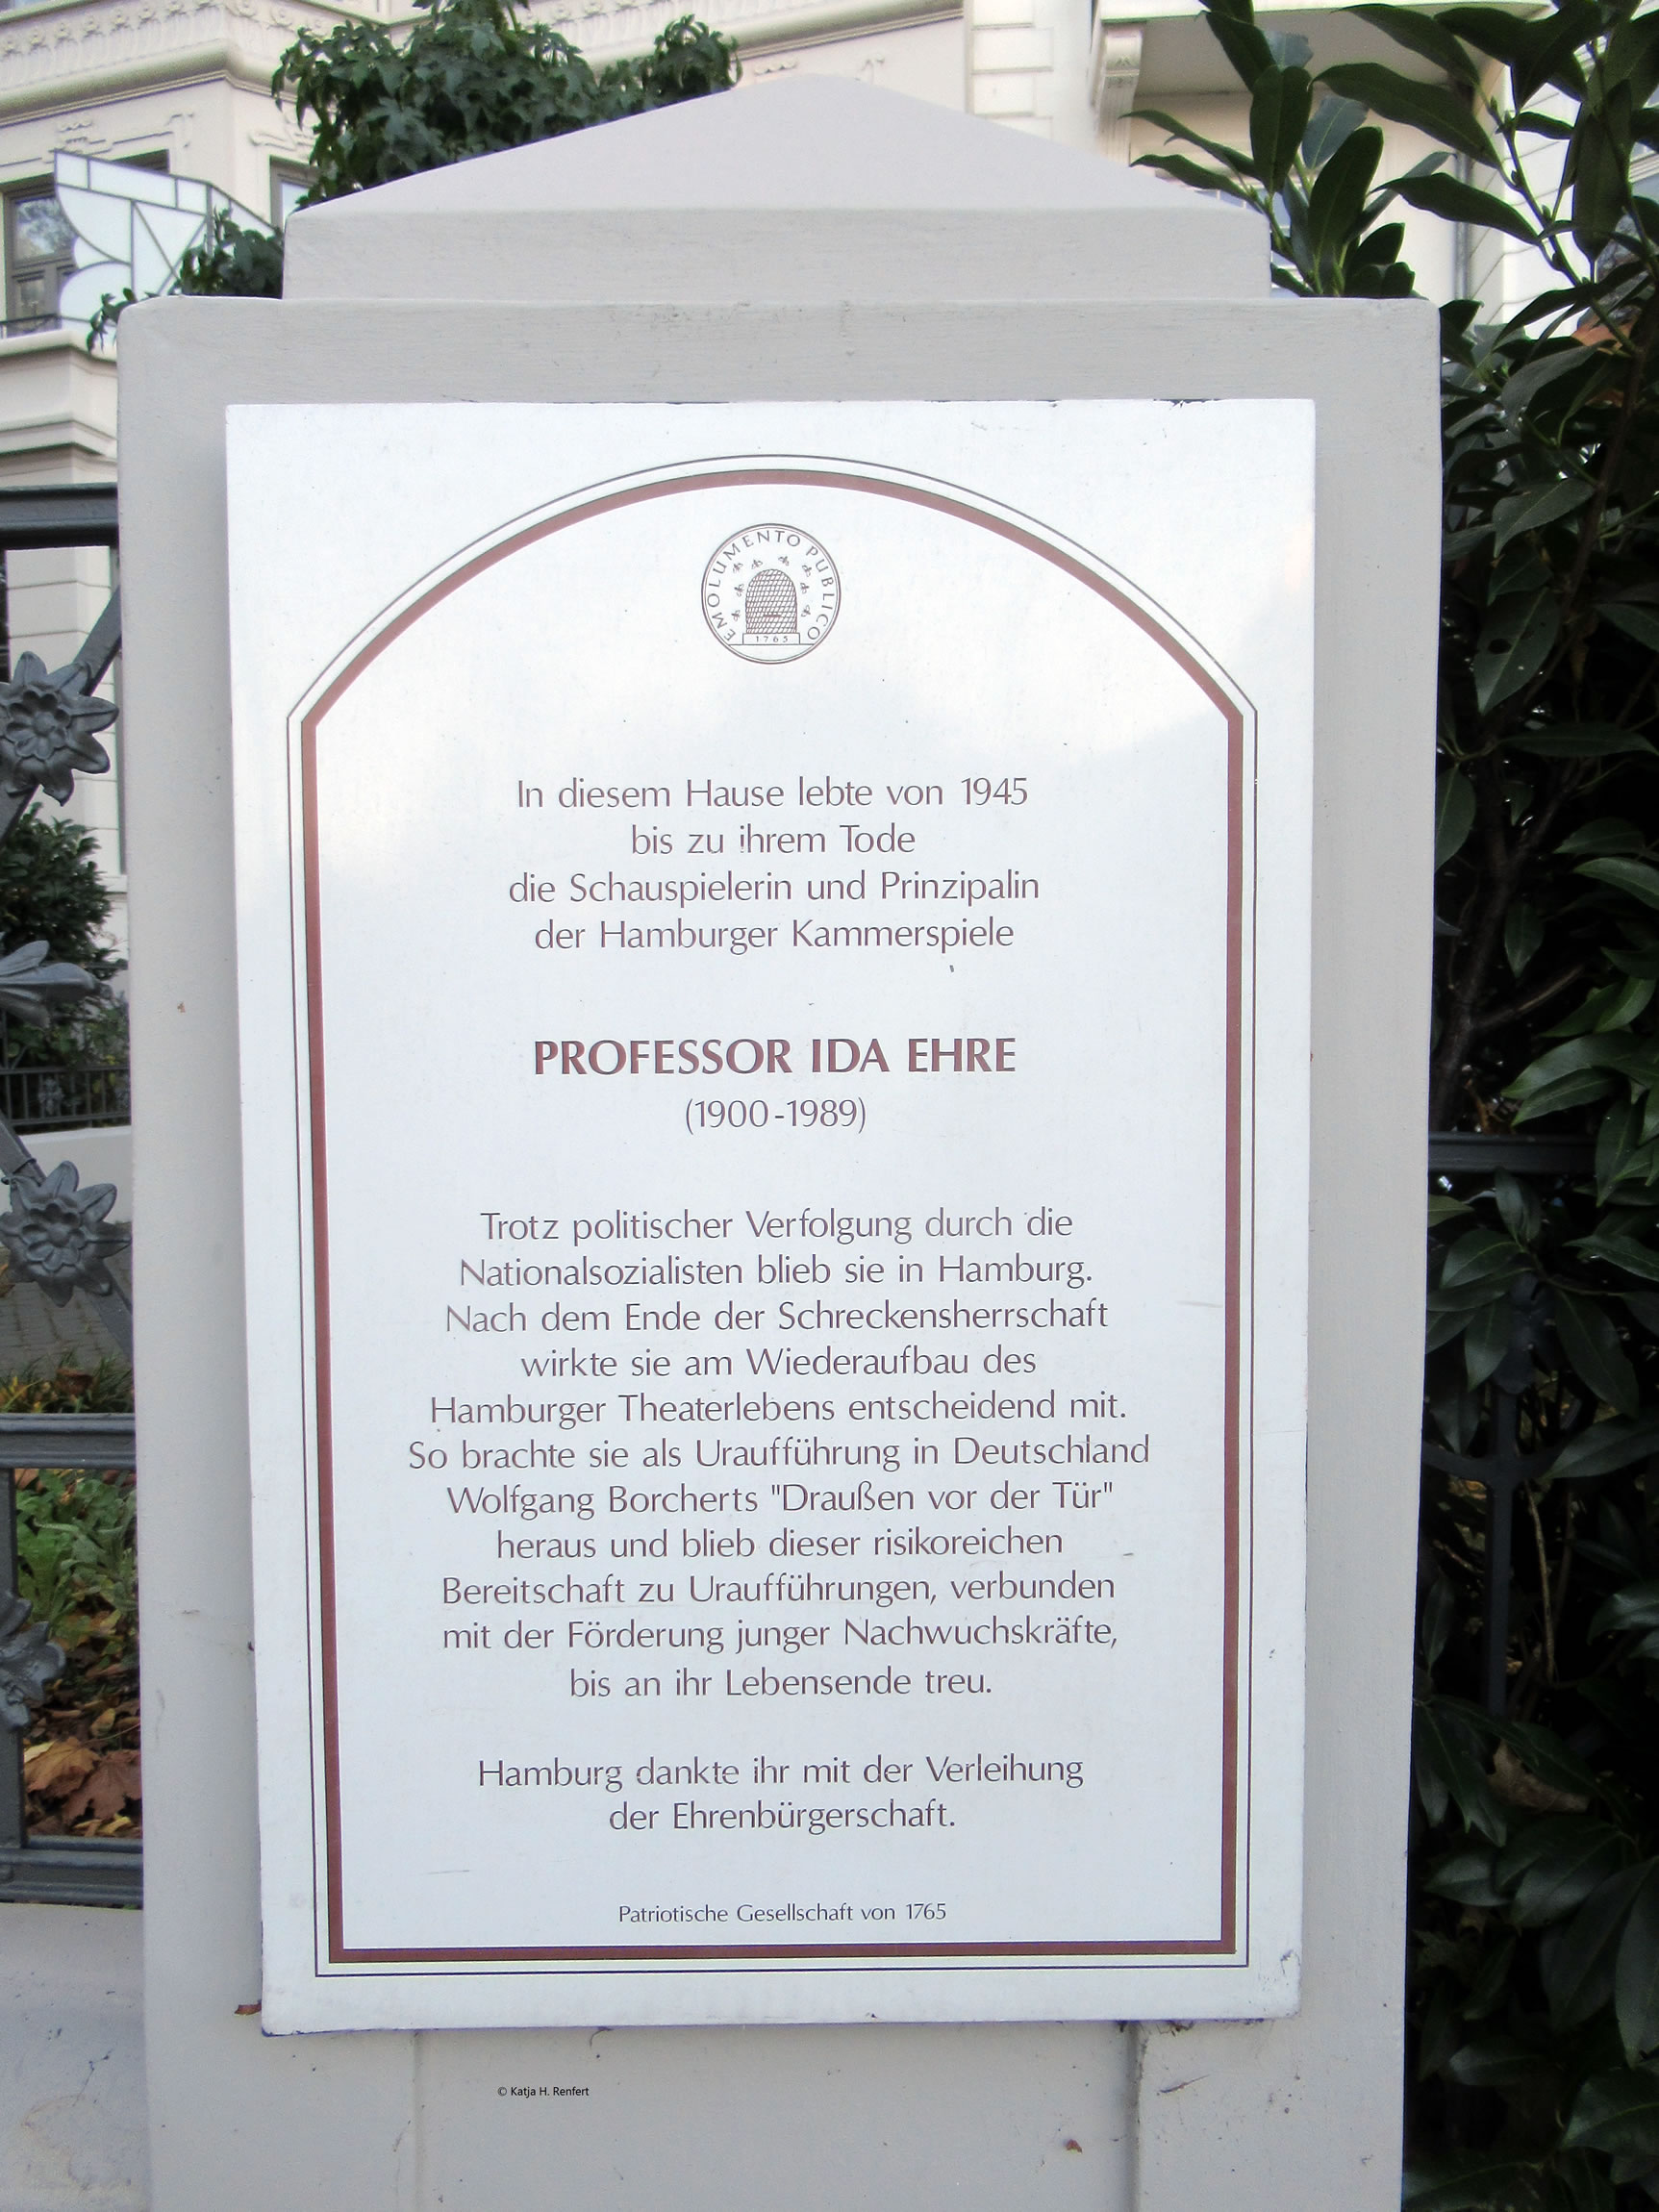 EMOLUMENTO PUBLICO
1765
In diesem Hause lebte von 1945
bis zu ihrem Tode
die Schauspielerin und Prinzipalin
der Hamburger Kammerspiele
PROFESSOR IDA EHRE
(1900-1989)
Trotz politischer Verfolgung durch die
Nationalsozialisten blieb sie in Hamburg.
Nach dem Ende der Schreckensherrschaft
wirkte sie am Wiederaufbau des
Hamburger Theaterlebens entscheidend mit.
So brachte sie als Uraufführung in Deutschland
Wolfgang Borcherts "Draußen vor der Tür"
heraus und blieb dieser risikoreichen
Bereitschaft zu Uraufführungen, verbunden
mit der Förderung junger Nachwuchskräfte,
bis an ihr Lebensende treu.
Hamburg dankte ihr mit der Verleihung
der Ehrenbürgerschaft.
Patriotische Gesellschaft von 1765
© Katja H. Renfert